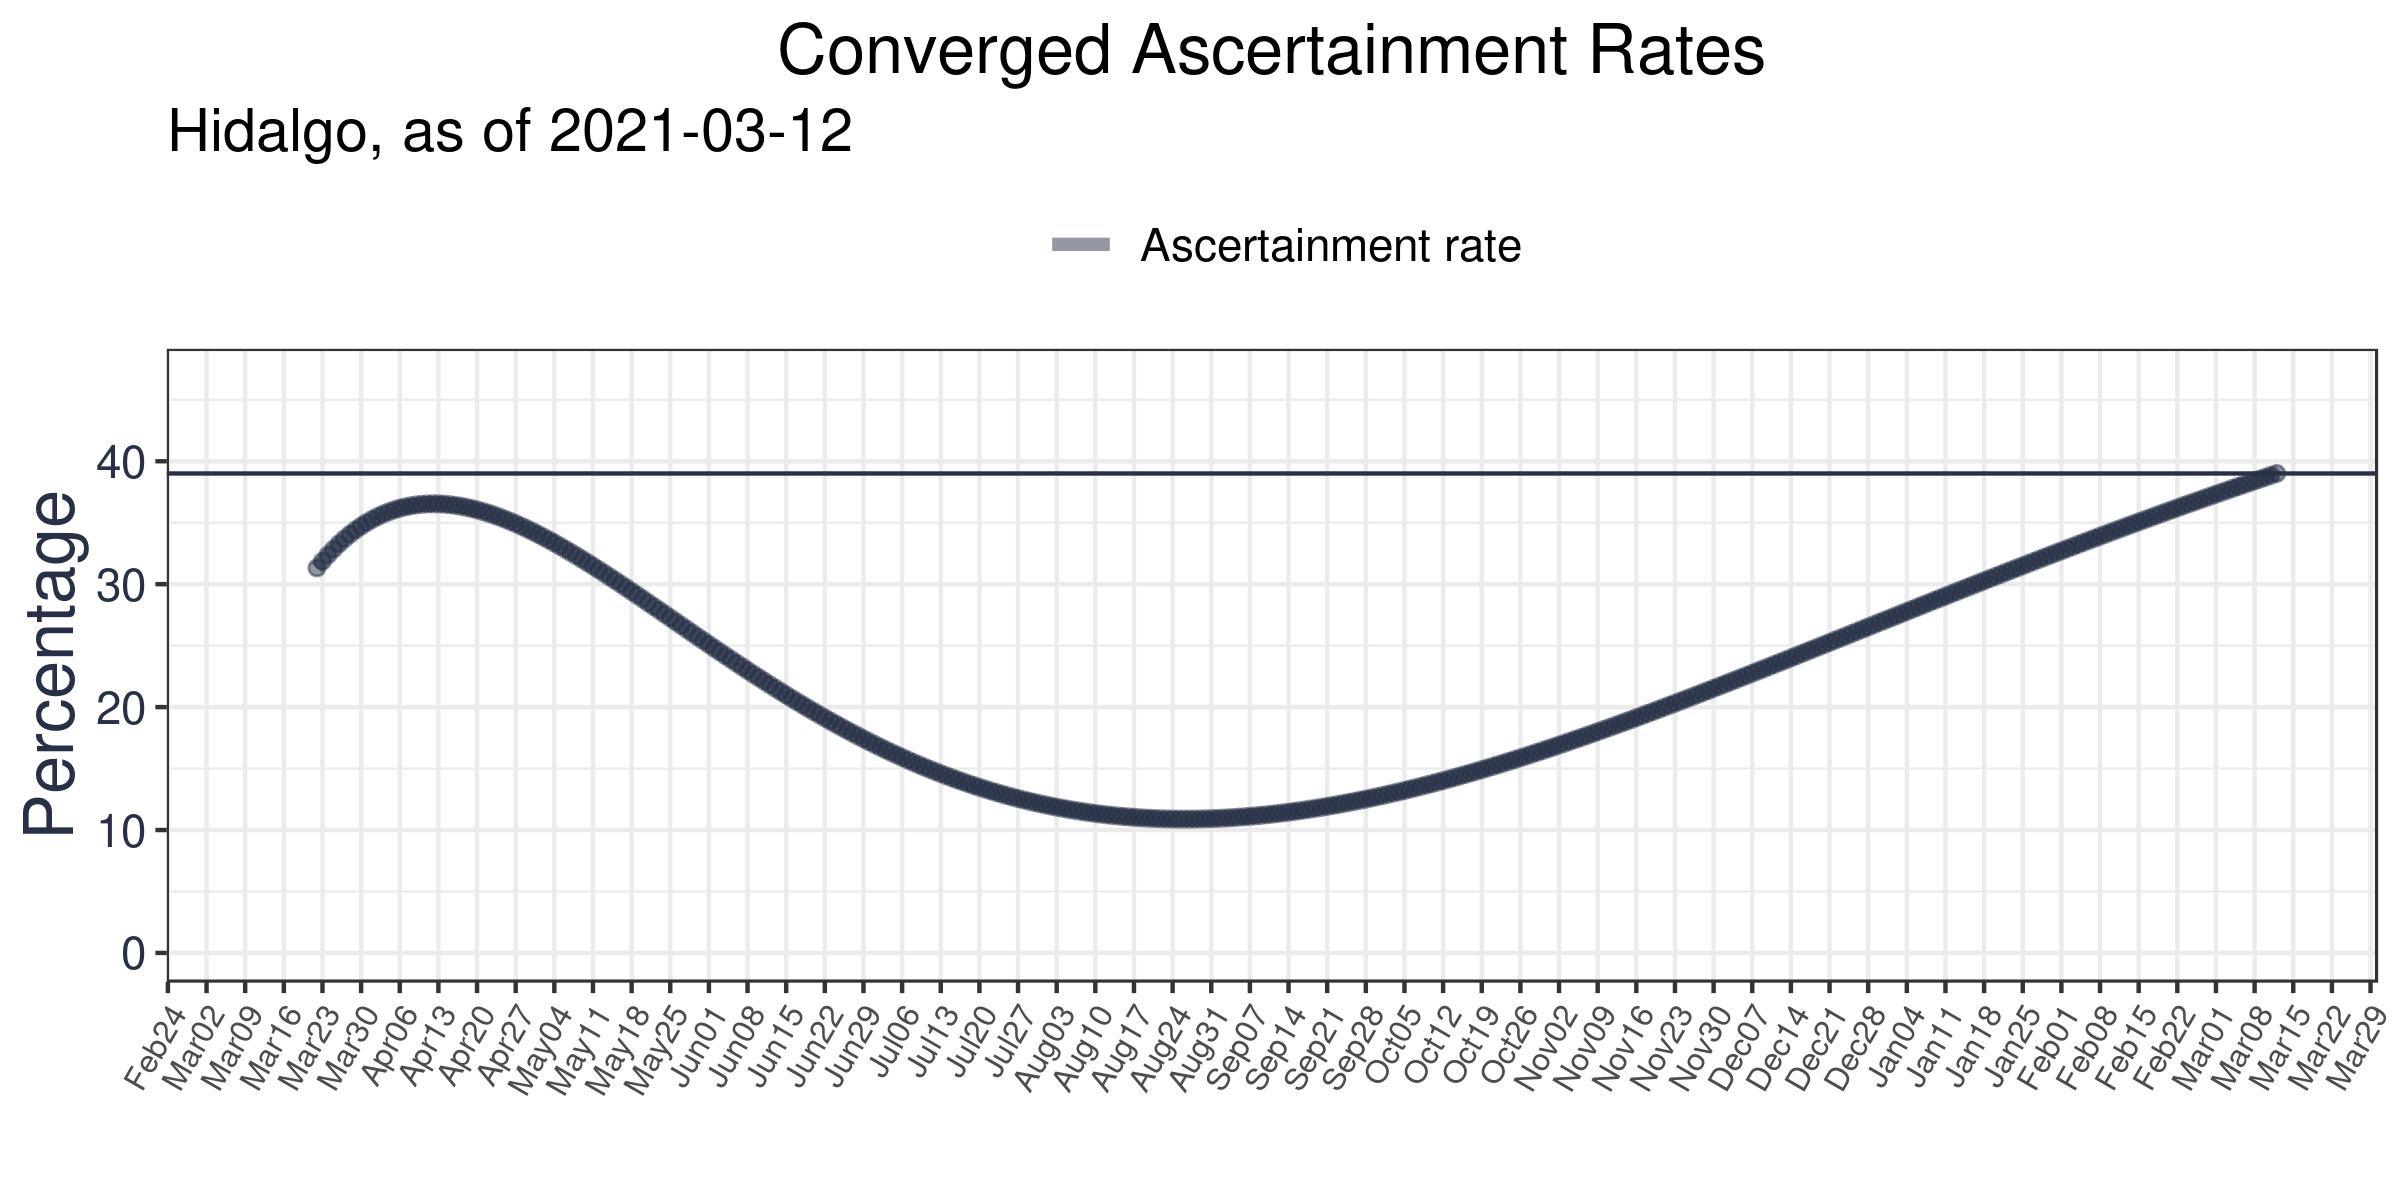 Converged Ascertainment Rates
Hidalgo, as of 2021-03-12
Ascertainment rate
Percentage
40
30
20
10
0
Feb24 Mar02 Mar09 Mar16 Mar23 Mar30 Apr06 Apr13 Apr20 Apr27 May04 May11 May18 May25 Jun01 Jun08 Jun15 Jun22 Jun29 Jul06 Jul13 Jul20 Jul27 Aug03 Aug10 Aug17 Aug24 Aug31 Sep07 Sep14 Sep21 Sep28 Oct05 Oct12 Oct19 Oct26 Nov02 Nov09 Nov16 Nov23 Nov30 Dec07 Dec14 Dec21 Dec28 Jan04 Jan11 Jan18 Jan25 Feb01 Feb08 Feb15 Feb22 Mar01 Mar08 Mar15 Mar22 Mar29